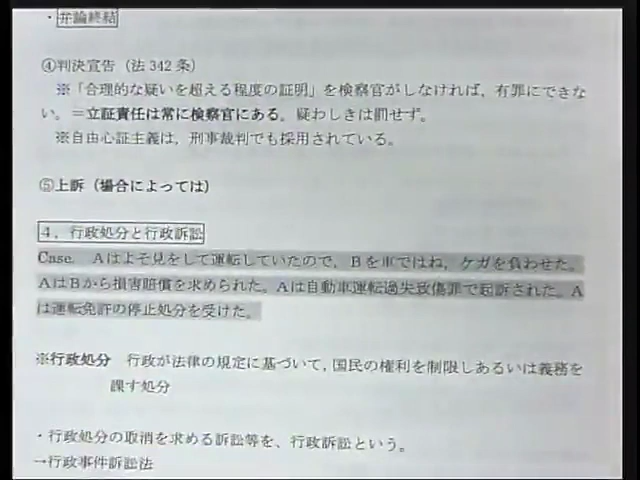 ・弁論終結
④判決宣告（法342条）
※「合理的な疑いを超える程度の証明」を検察官がしなければ，有罪にできな
い。＝立証責任は常に検察官にある。疑わしきは罰せず。
※自由心証主義は，刑事裁判でも採用されている。
⑤上訴（場合によっては）
４．行政処分と行政訴訟
Case. Aはよそ見をして運転していたので，Bを車ではね，ケガを負わせた。
AはBから損害賠償を求められた。Aは自動車運転過失致傷罪で起訴された。A
は運転免許の停止処分を受けた。
※行政処分　行政が法律の規定に基づいて，国民の権利を制限しあるいは義務を
課す処分
・行政処分の取消を求める訴訟等を、行政訴訟という。
→行政事件訴訟法